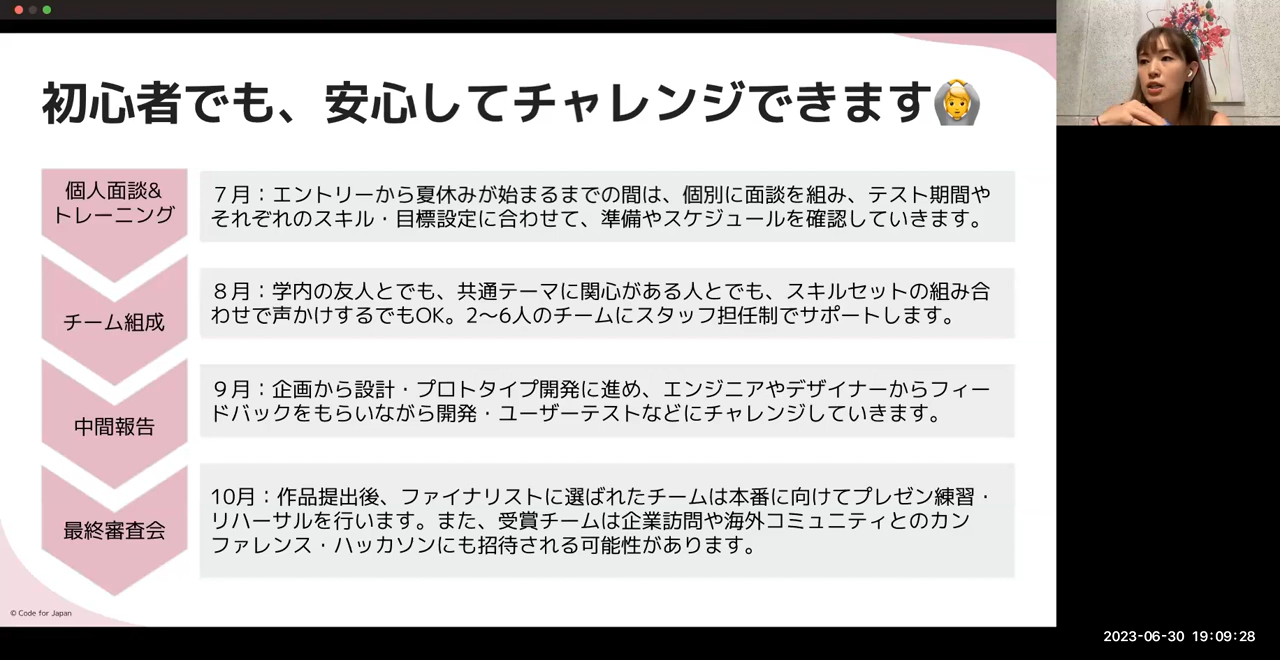 初心者でも、安心してチャレンジできます🙆
個人面談&
トレーニング
７月：エントリーから夏休みが始まるまでの間は、個別に面談を組み、テスト期間や
それぞれのスキル・目標設定に合わせて、準備やスケジュールを確認していきます。
チーム組成
８月：学内の友人とでも、共通テーマに関心がある人とでも、スキルセットの組み合
わせで声かけするでもOK。2〜6人のチームにスタッフ担任制でサポートします。
中間報告
９月：企画から設計・プロトタイプ開発に進め、エンジニアやデザイナーからフィー
ドバックをもらいながら開発・ユーザーテストなどにチャレンジしていきます。
最終審査会
10月：作品提出後、ファイナリストに選ばれたチームは本番に向けてプレゼン練習・
リハーサルを行います。また、受賞チームは企業訪問や海外コミュニティとのカン
ファレンス・ハッカソンにも招待される可能性があります。
© Code for Japan
2023-06-30 19:09:28